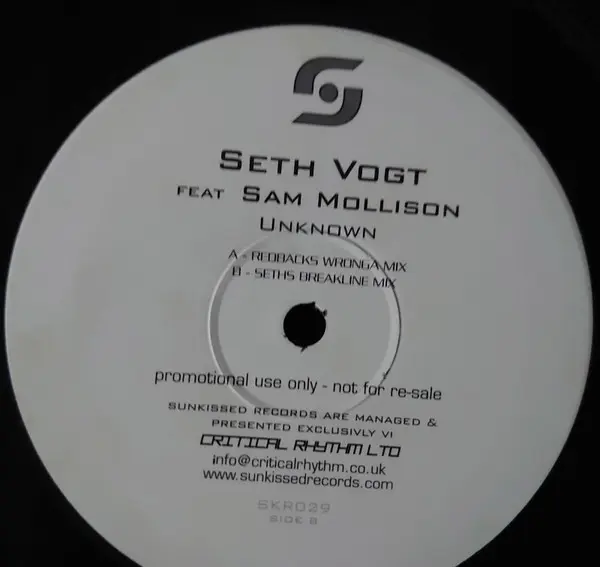 SETH VOGT
FEAT SAM MOLLISON
UNKNOWN
A - REDBACKS WRONGA MIX
B - SETHS BREAKLINE MIX
promotional use only - not for re-sale
SUNKISSED RECORDS ARE MANAGED &
PRESENTED EXCLUSIVLY VI
CRITICAL RHYTHM LTD
info@criticalrhythm.co.uk
www.sunkissedrecords.com
SKR029
SIDE B